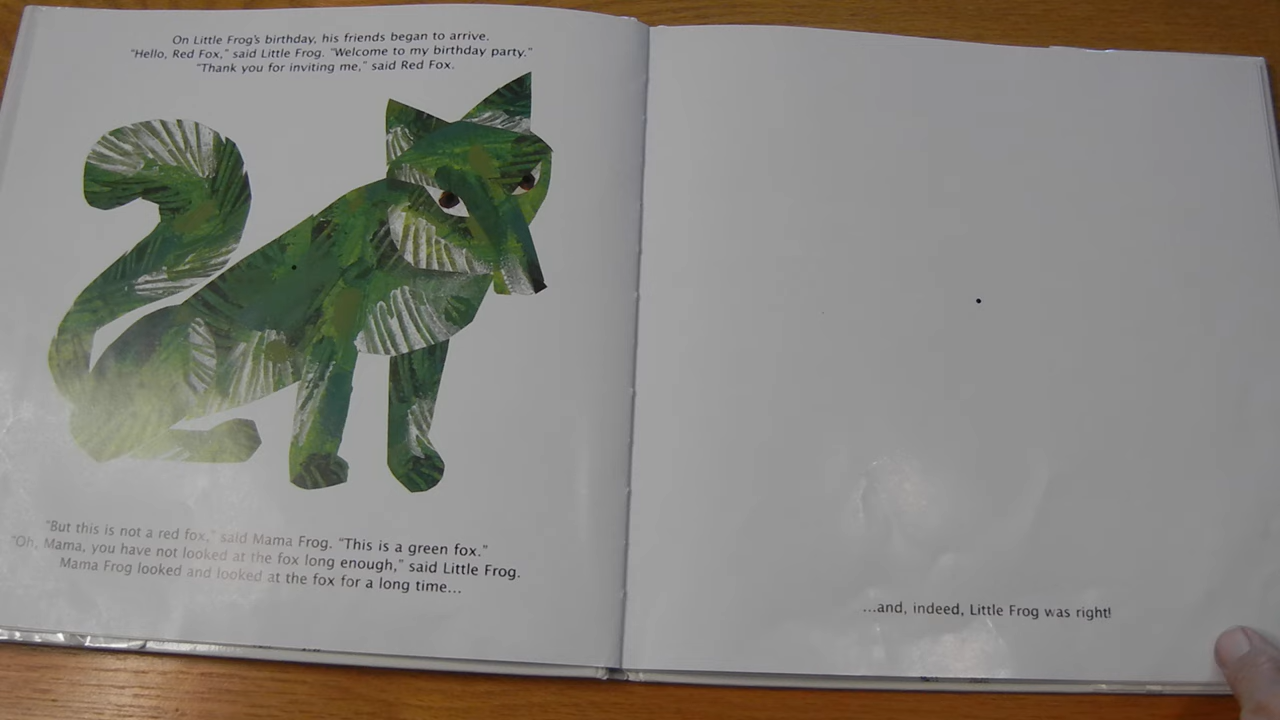 On Little Frog's birthday, his friends began to arrive.
"Hello, Red Fox," said Little Frog. "Welcome to my birthday party."
"Thank you for inviting me," said Red Fox.
"But this is not a red fox," said Mama Frog. "This is a green fox."
"Oh, Mama, you have not looked at the fox long enough," said Little Frog.
Mama Frog looked and looked at the fox for a long time...
...and, indeed, Little Frog was right!